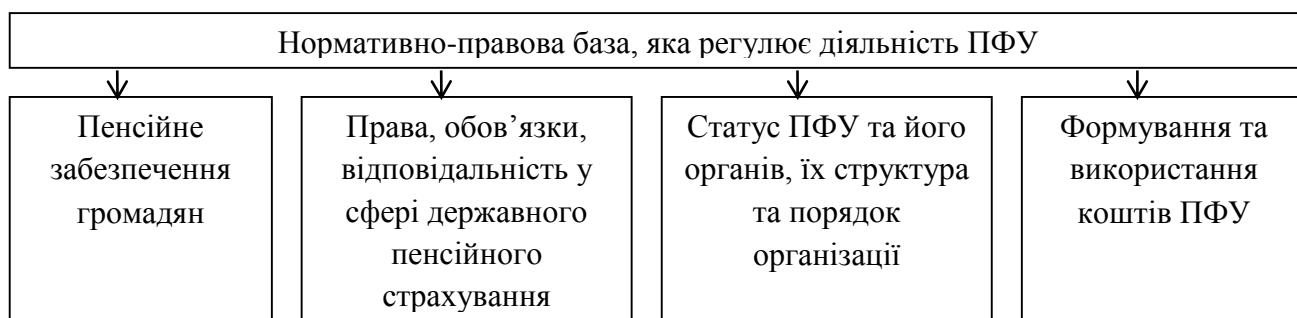 Нормативно-правова база, яка регулює діяльність ПФУ
Пенсійне
забезпечення
громадян
Права, обов’язки,
відповідальність у
сфері державного
пенсійного
страхування
Статус ПФУ та його
органів, їх структура
та порядок
організації
Формування та
використання
коштів ПФУ